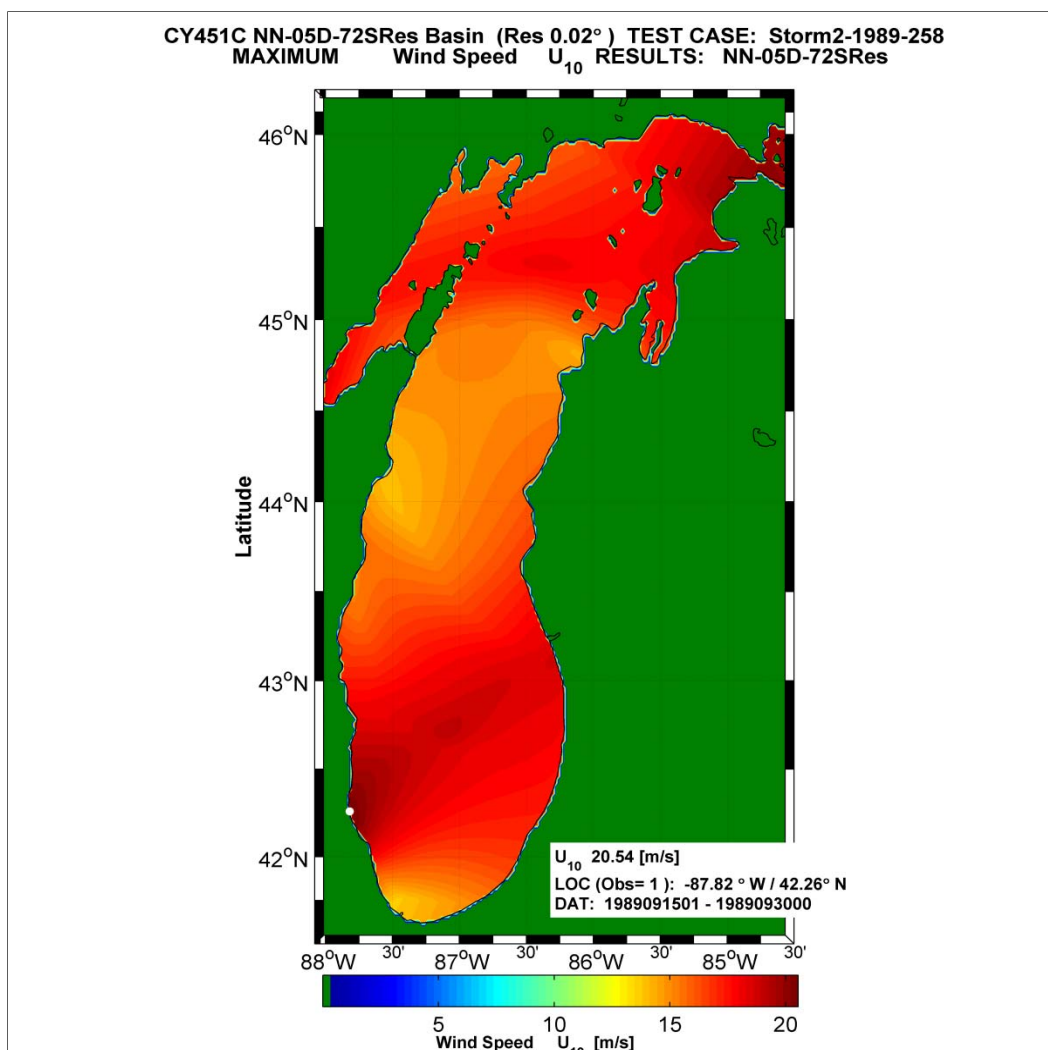 CY451C NN-05D-72SRes Basin (Res 0.02° ) TEST CASE: Storm2-1989-258
MAXIMUM Wind Speed U10 RESULTS: NN-05D-72SRes
46°N
45°N
44°N
43°N
42°N
Latitude
U10 20.54 [m/s]
LOC (Obs= 1 ): -87.82 ° W / 42.26° N
DAT: 1989091501 - 1989093000
88°W 30' 87°W 30' 86°W 30' 85°W 30'
5 10 15 20
Wind Speed U10 [m/s]